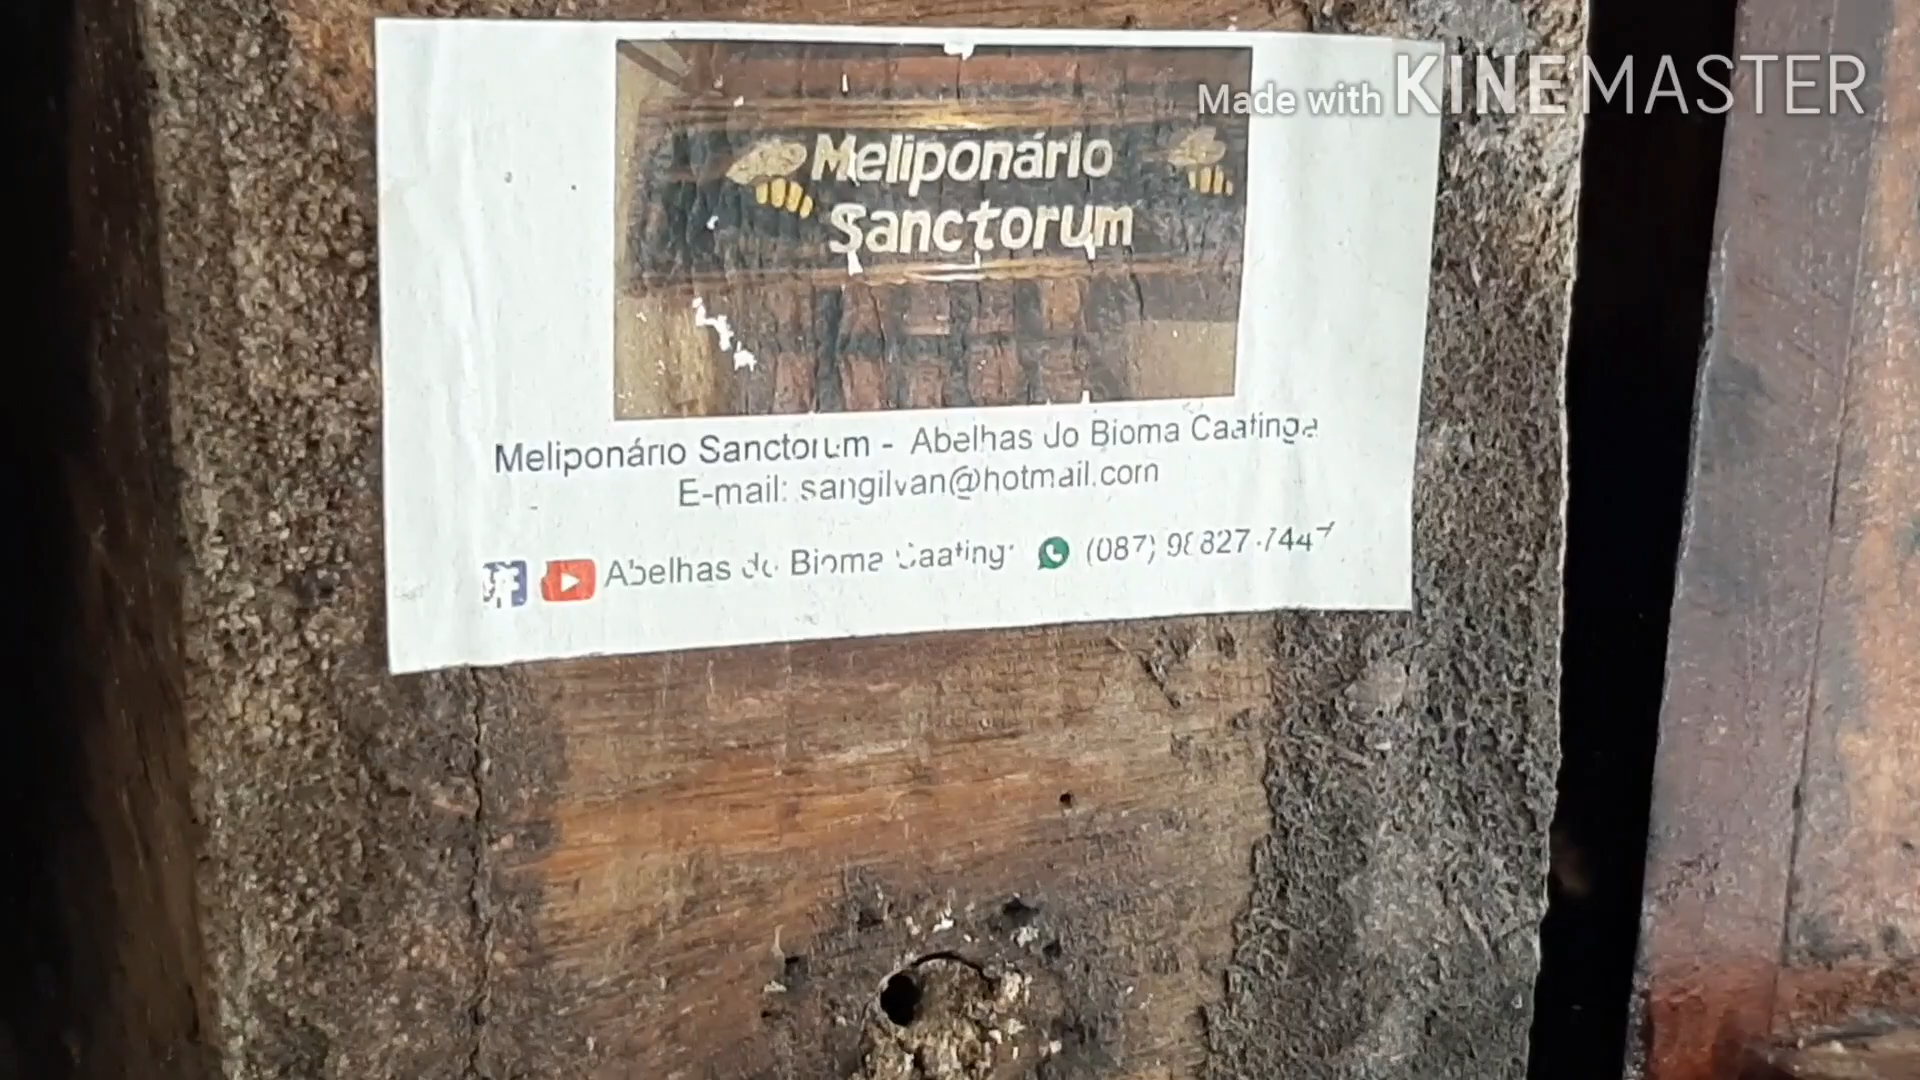 Made with KINEMASTER
Meliponário
Sanctorum
Meliponário Sanctorum - Abelhas do Bioma Caatinga
E-mail: sangilvan@hotmail.com
Abelhas do Bioma Caatinga (087)